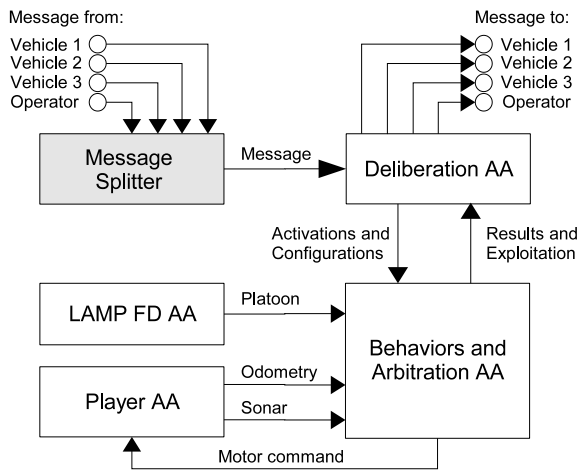 Message from:
Vehicle 1
Vehicle 2
Vehicle 3
Operator
Message to:
Vehicle 1
Vehicle 2
Vehicle 3
Operator
Message
Splitter
Message
Deliberation AA
Activations and
Configurations
Results and
Exploitation
LAMP FD AA
Platoon
Behaviors and
Arbitration AA
Player AA
Odometry
Sonar
Motor command